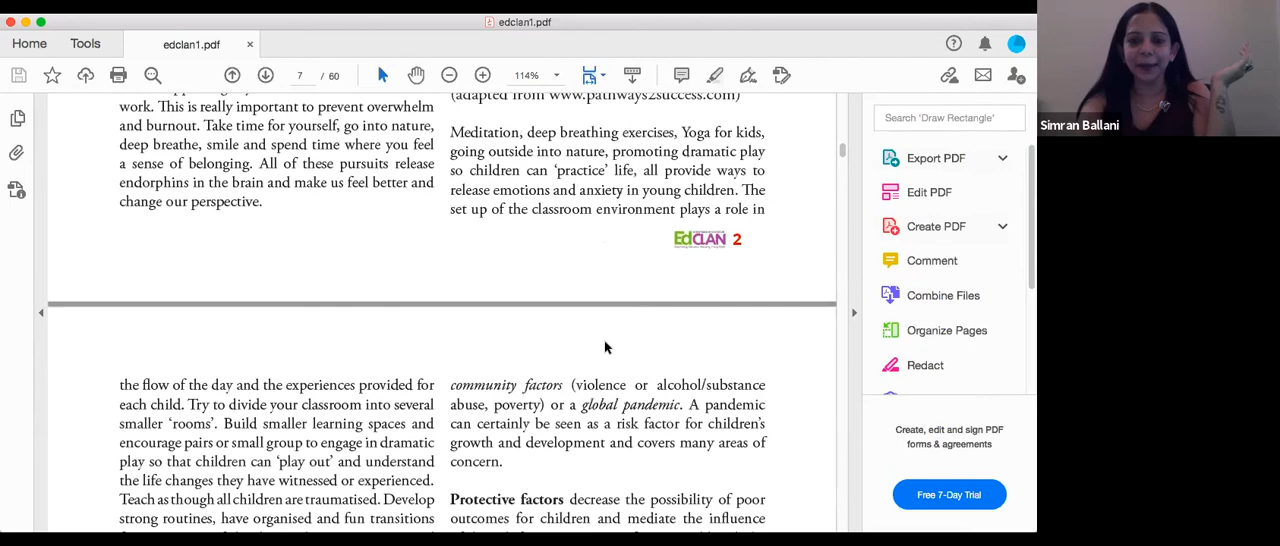 edclan1.pdf
Home
Tools
edclan1.pdf
7 / 60
114%
Simran Ballani
work. This is really important to prevent overwhelm
and burnout. Take time for yourself, go into nature,
deep breathe, smile and spend time where you feel
a sense of belonging. All of these pursuits release
endorphins in the brain and make us feel better and
change our perspective.
(adapted from www.pathways2success.com)
Meditation, deep breathing exercises, Yoga for kids,
going outside into nature, promoting dramatic play
so children can ‘practice’ life, all provide ways to
release emotions and anxiety in young children. The
set up of the classroom environment plays a role in
EdCLAN 2
the flow of the day and the experiences provided for
each child. Try to divide your classroom into several
smaller ‘rooms’. Build smaller learning spaces and
encourage pairs or small group to engage in dramatic
play so that children can ‘play out’ and understand
the life changes they have witnessed or experienced.
Teach as though all children are traumatised. Develop
strong routines, have organised and fun transitions
community factors (violence or alcohol/substance
abuse, poverty) or a global pandemic. A pandemic
can certainly be seen as a risk factor for children’s
growth and development and covers many areas of
concern.
Protective factors decrease the possibility of poor
outcomes for children and mediate the influence
Search 'Draw Rectangle'
Export PDF
Edit PDF
Create PDF
Comment
Combine Files
Organize Pages
Redact
Create, edit and sign PDF
forms & agreements
Free 7-Day Trial